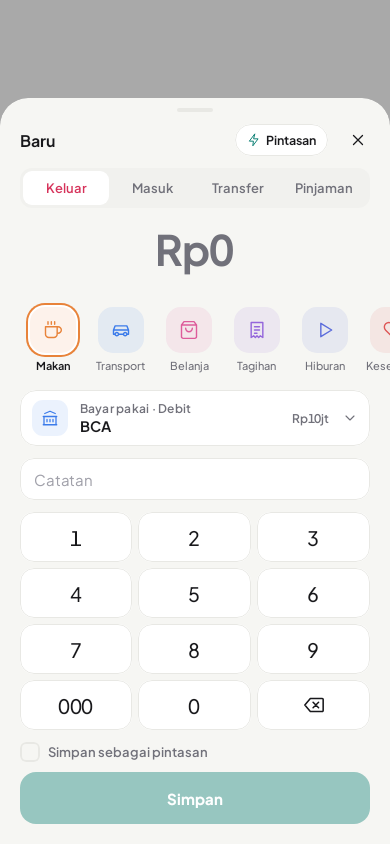 Baru
Pintasan
Keluar Masuk Transfer Pinjaman
Rp0
Makan Transport Belanja Tagihan Hiburan Kese
Bayar pakai · Debit
BCA
Rp10jt
Catatan
1 2 3
4 5 6
7 8 9
000 0
Simpan sebagai pintasan
Simpan